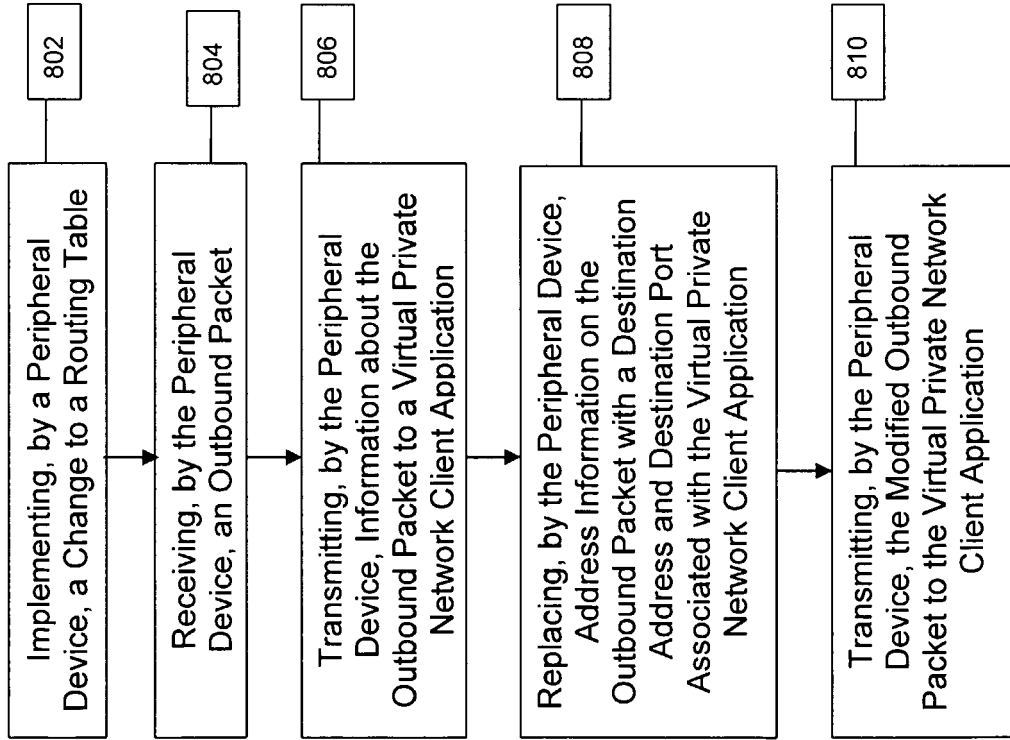 Implementing, by a Peripheral
Device, a Change to a Routing Table
802
Receiving, by the Peripheral
Device, an Outbound Packet
804
Transmitting, by the Peripheral
Device, Information about the
Outbound Packet to a Virtual Private
Network Client Application
806
Replacing, by the Peripheral Device,
Address Information on the
Outbound Packet with a Destination
Address and Destination Port
Associated with the Virtual Private
Network Client Application
808
Transmitting, by the Peripheral
Device, the Modified Outbound
Packet to the Virtual Private Network
Client Application
810